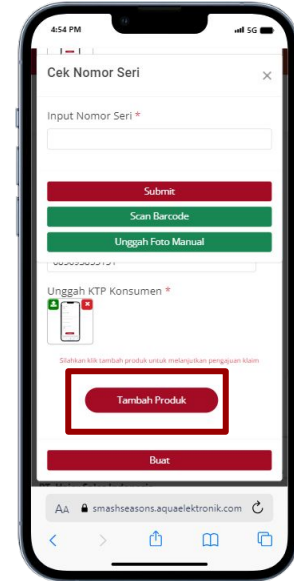 4:54 PM
5G
Cek Nomor Seri
Input Nomor Seri *
Submit
Scan Barcode
Unggah Foto Manual
Unggah KTP Konsumen *
Silahkan klik tambah produk untuk melanjutkan pengajuan klaim
Tambah Produk
Buat
AA smashseasons.aquaelektronik.com